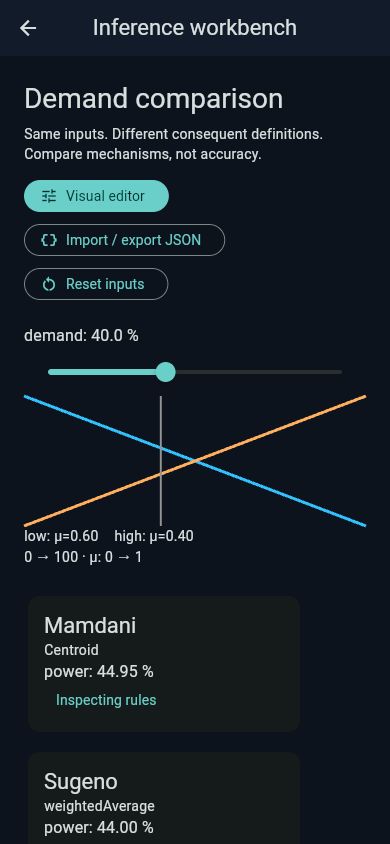 Inference workbench
Demand comparison
Same inputs. Different consequent definitions.
Compare mechanisms, not accuracy.
Visual editor
Import / export JSON
Reset inputs
demand: 40.0 %
low: μ=0.60 high: μ=0.40
0 → 100 · μ: 0 → 1
Mamdani
Centroid
power: 44.95 %
Inspecting rules
Sugeno
weightedAverage
power: 44.00 %